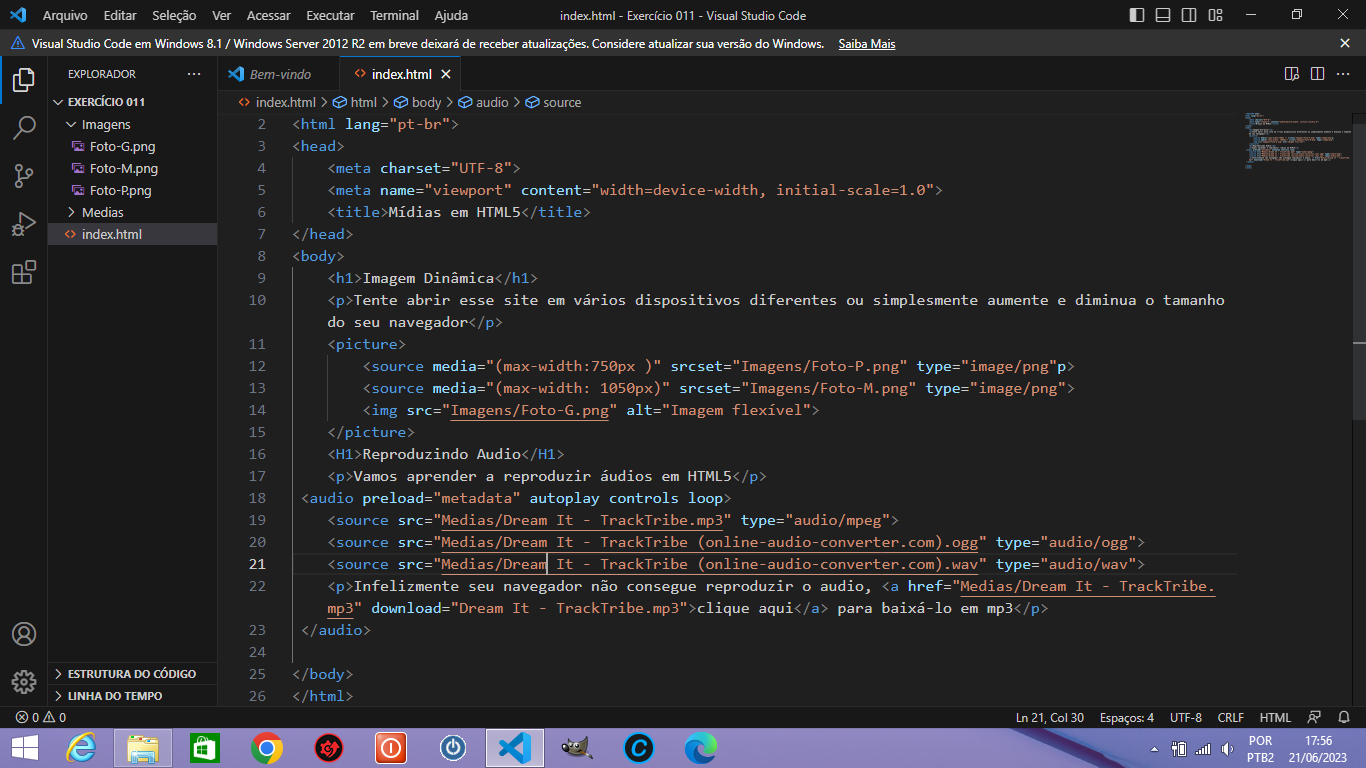 Arquivo Editar Seleção Ver Acessar Executar Terminal Ajuda index.html - Exercício 011 - Visual Studio Code
Visual Studio Code em Windows 8.1 / Windows Server 2012 R2 em breve deixará de receber atualizações. Considere atualizar sua versão do Windows. Saiba Mais
EXPLORADOR
EXERCÍCIO 011
Imagens
Foto-G.png
Foto-M.png
Foto-P.png
Medias
index.html
ESTRUTURA DO CÓDIGO
LINHA DO TEMPO
Bem-vindo index.html
index.html > html > body > audio > source
2 <html lang="pt-br">
3 <head>
4 <meta charset="UTF-8">
5 <meta name="viewport" content="width=device-width, initial-scale=1.0">
6 <title>Mídias em HTML5</title>
7 </head>
8 <body>
9 <h1>Imagem Dinâmica</h1>
10 <p>Tente abrir esse site em vários dispositivos diferentes ou simplesmente aumente e diminua o tamanho
do seu navegador</p>
11 <picture>
12 <source media="(max-width:750px )" srcset="Imagens/Foto-P.png" type="image/png"p>
13 <source media="(max-width: 1050px)" srcset="Imagens/Foto-M.png" type="image/png">
14 <img src="Imagens/Foto-G.png" alt="Imagem flexível">
15 </picture>
16 <H1>Reproduzindo Audio</H1>
17 <p>Vamos aprender a reproduzir áudios em HTML5</p>
18 <audio preload="metadata" autoplay controls loop>
19 <source src="Medias/Dream It - TrackTribe.mp3" type="audio/mpeg">
20 <source src="Medias/Dream It - TrackTribe (online-audio-converter.com).ogg" type="audio/ogg">
21 <source src="Medias/Dream It - TrackTribe (online-audio-converter.com).wav" type="audio/wav">
22 <p>Infelizmente seu navegador não consegue reproduzir o audio, <a href="Medias/Dream It - TrackTribe.
mp3" download="Dream It - TrackTribe.mp3">clique aqui</a> para baixá-lo em mp3</p>
23 </audio>
24
25 </body>
26 </html>
0 0 Ln 21, Col 30 Espaços: 4 UTF-8 CRLF HTML
POR 17:56
PTB2 21/06/2023